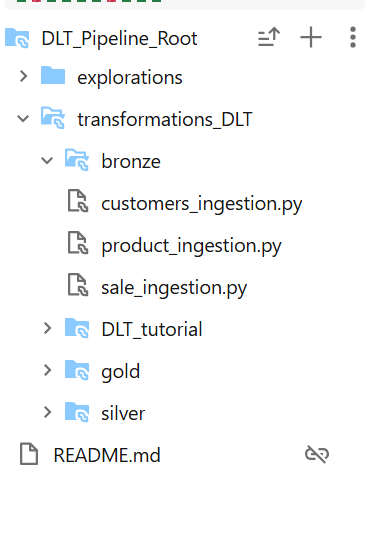 DLT_Pipeline_Root
explorations
transformations_DLT
bronze
customers_ingestion.py
product_ingestion.py
sale_ingestion.py
DLT_tutorial
gold
silver
README.md